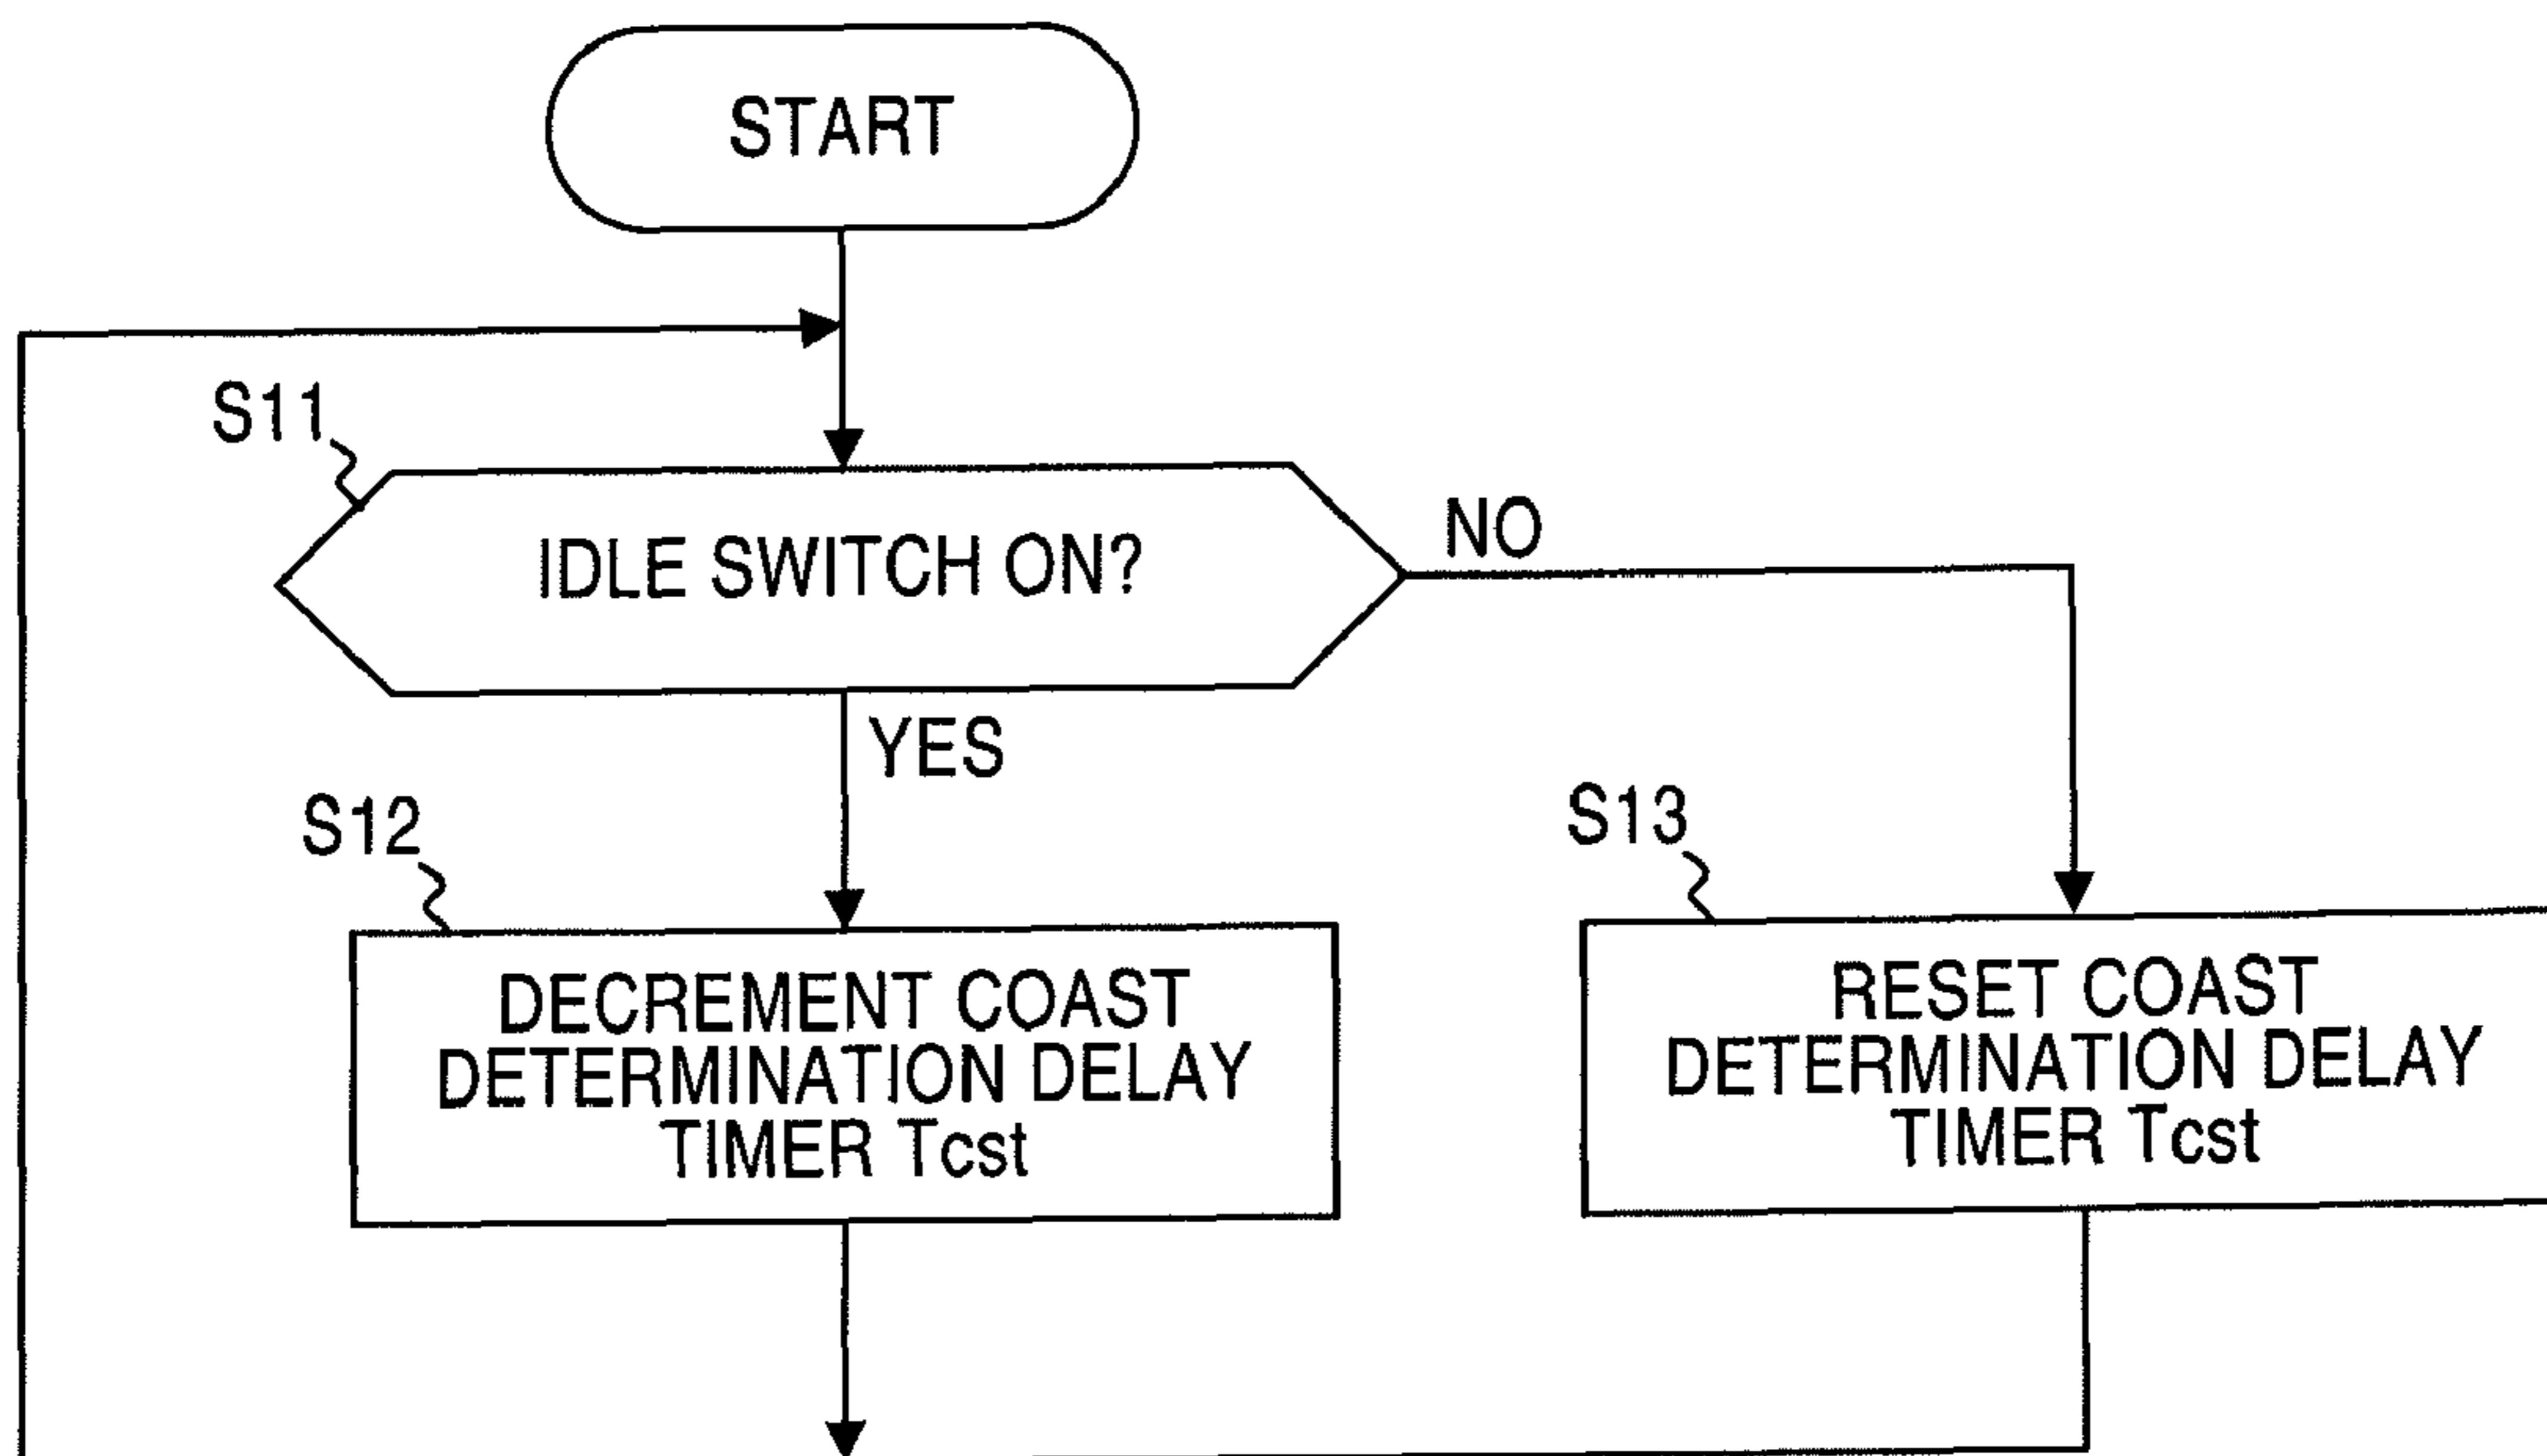 START
S11
IDLE SWITCH ON?
NO
YES
S12
DECREMENT COAST
DETERMINATION DELAY
TIMER Tcst
S13
RESET COAST
DETERMINATION DELAY
TIMER Tcst